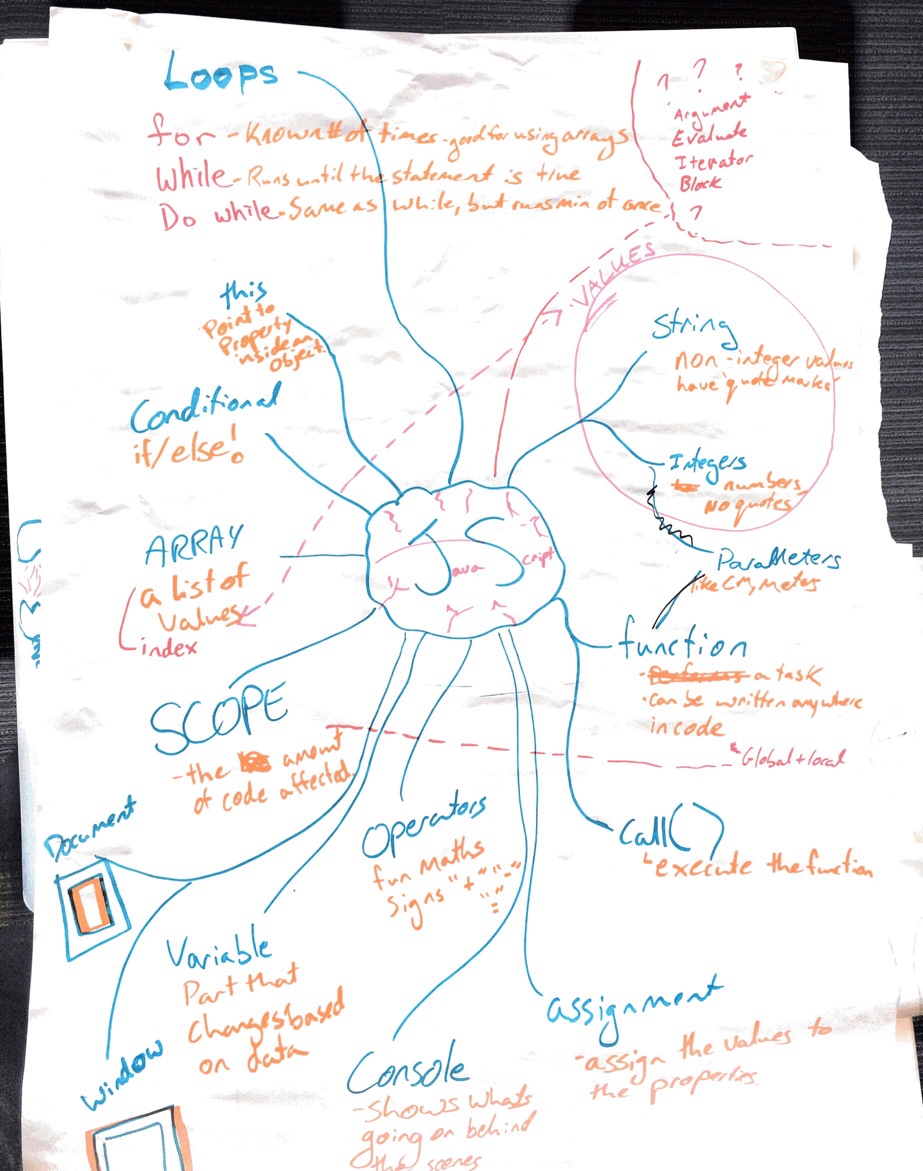 Loops
for - Known # of times - good for using arrays
While - Runs until the statement is true
Do while - Same as while, but runs min of once
? ? ?
Argument
Evaluate
Iterator
Block
?
VALUES
this
Point to
Property
inside an
Object.
Conditional
if/else!
String
non-integer values
have "quote marks"
Integers
numbers
No quotes
Parameters
like CM, Meters
JavaScript
ARRAY
a list of
values
index
function
- Performs a task
• can be written anywhere
in code
Global + local
SCOPE
- the amount
of code affected
Call()
execute the function
Document
Operators
fun maths
signs "+" "-"
"="
Variable
Part that
changes based
on data
Window
assignment
- assign the values to
the properties.
Console
- Shows whats
going on behind
the scenes